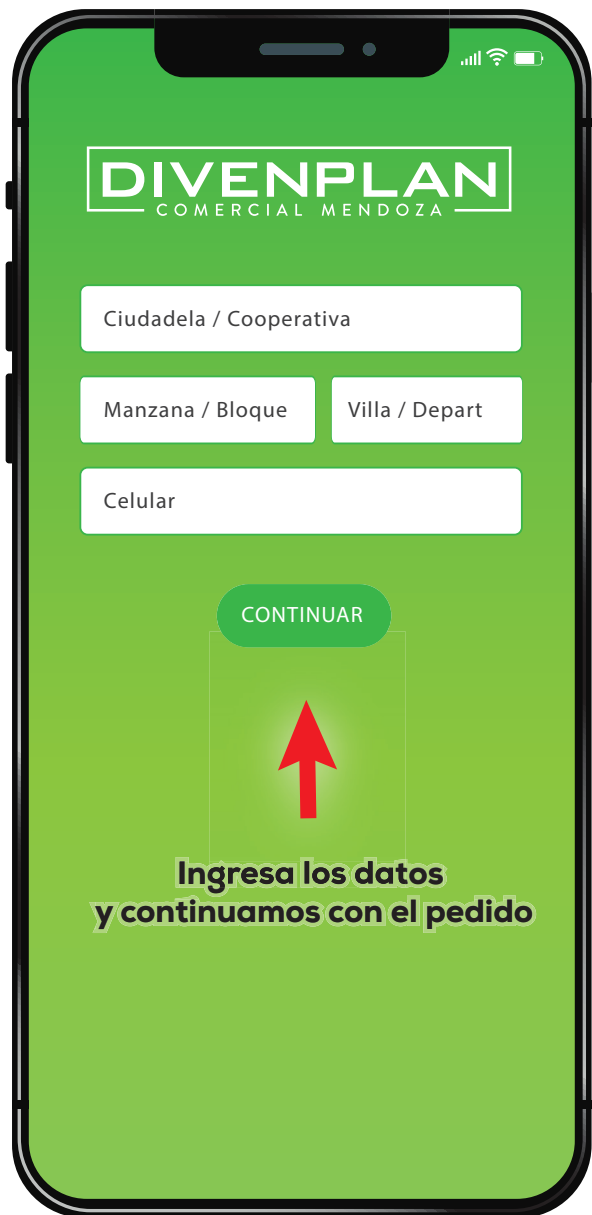 DIVENPLAN
COMERCIAL MENDOZA
Ciudadela / Cooperativa
Manzana / Bloque
Villa / Depart
Celular
CONTINUAR
Ingresa los datos
y continuamos con el pedido